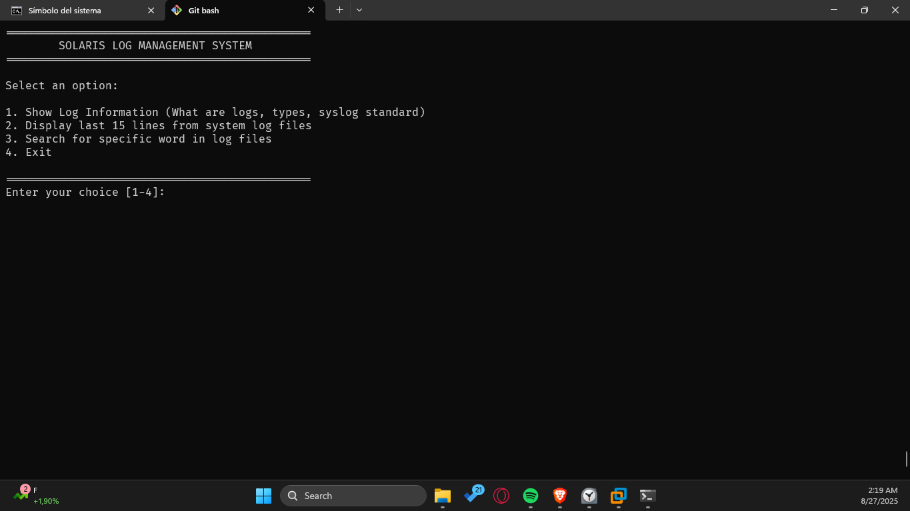 Símbolo del sistema
Git bash
SOLARIS LOG MANAGEMENT SYSTEM
Select an option:
1. Show Log Information (What are logs, types, syslog standard)
2. Display last 15 lines from system log files
3. Search for specific word in log files
4. Exit
Enter your choice [1-4]:
2
F
+1,90%
Search
21
2:19 AM
8/27/2025